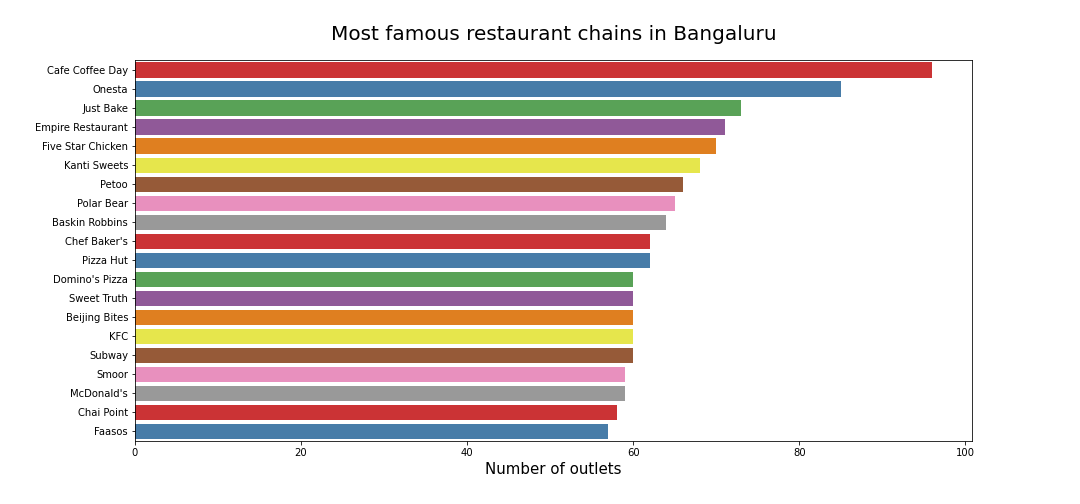 Most famous restaurant chains in Bangaluru
Cafe Coffee Day
Onesta
Just Bake
Empire Restaurant
Five Star Chicken
Kanti Sweets
Petoo
Polar Bear
Baskin Robbins
Chef Baker's
Pizza Hut
Domino's Pizza
Sweet Truth
Beijing Bites
KFC
Subway
Smoor
McDonald's
Chai Point
Faasos
0 20 40 60 80 100
Number of outlets